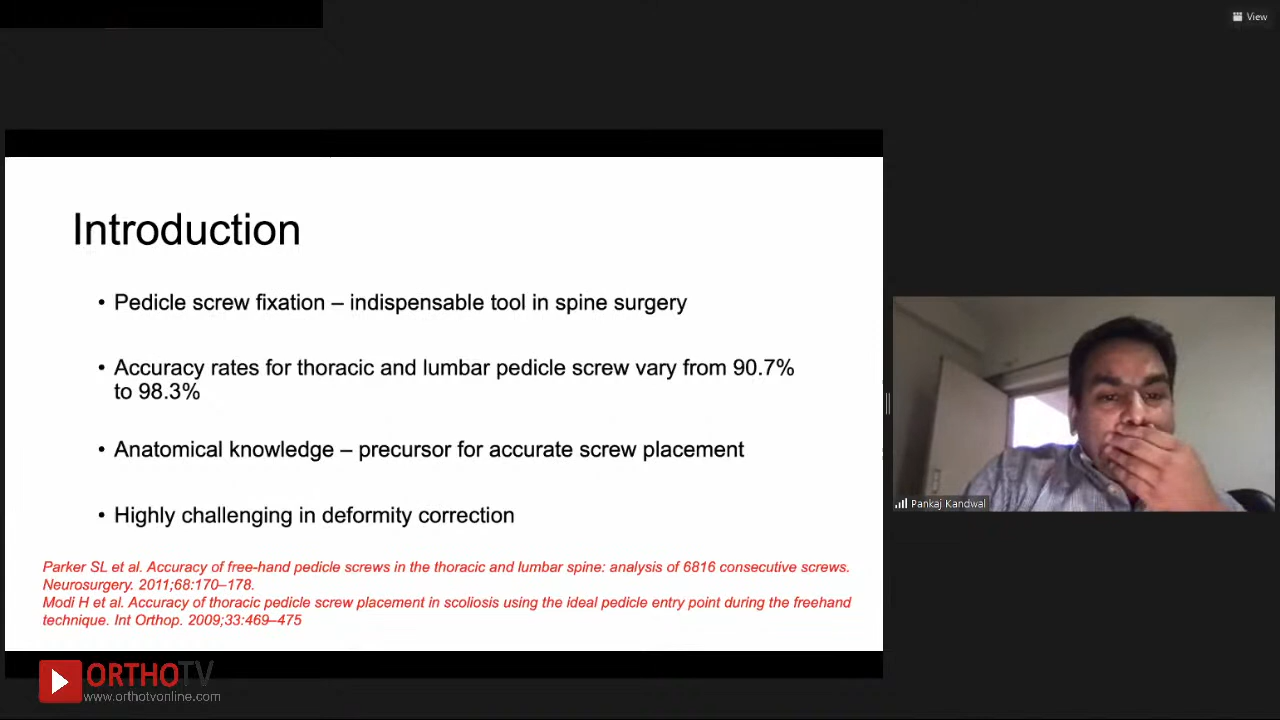 View
Introduction
• Pedicle screw fixation – indispensable tool in spine surgery
• Accuracy rates for thoracic and lumbar pedicle screw vary from 90.7%
to 98.3%
• Anatomical knowledge – precursor for accurate screw placement
• Highly challenging in deformity correction
Parker SL et al. Accuracy of free-hand pedicle screws in the thoracic and lumbar spine: analysis of 6816 consecutive screws.
Neurosurgery. 2011;68:170–178.
Modi H et al. Accuracy of thoracic pedicle screw placement in scoliosis using the ideal pedicle entry point during the freehand
technique. Int Orthop. 2009;33:469–475
Pankaj Kandwal
ORTHOTV
www.orthotvonline.com